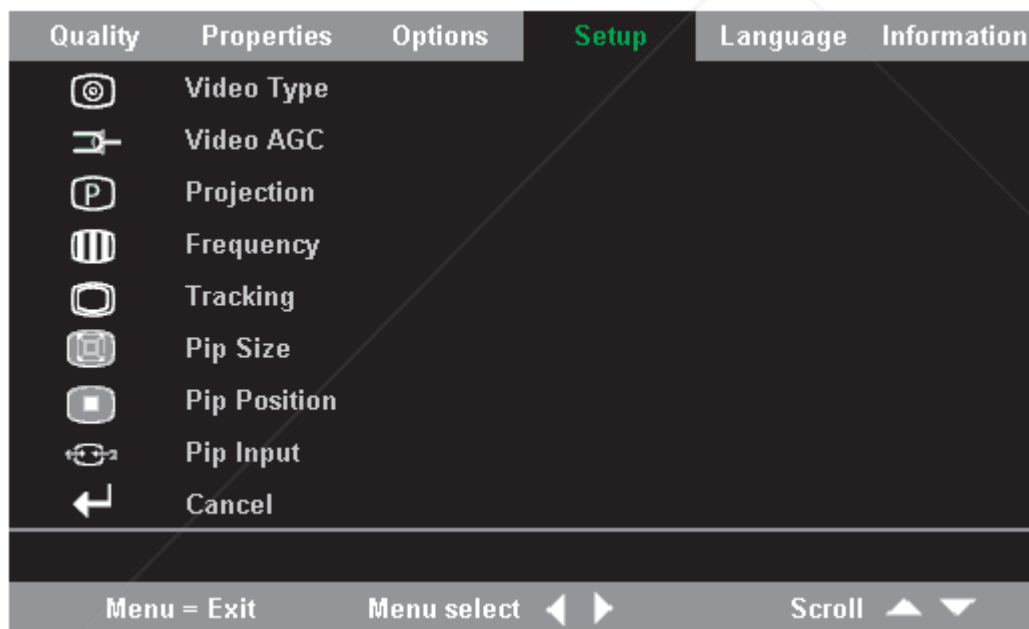 Quality Properties Options Setup Language Information
Video Type
Video AGC
P Projection
Frequency
Tracking
Pip Size
Pip Position
Pip Input
Cancel
Menu = Exit Menu select Scroll